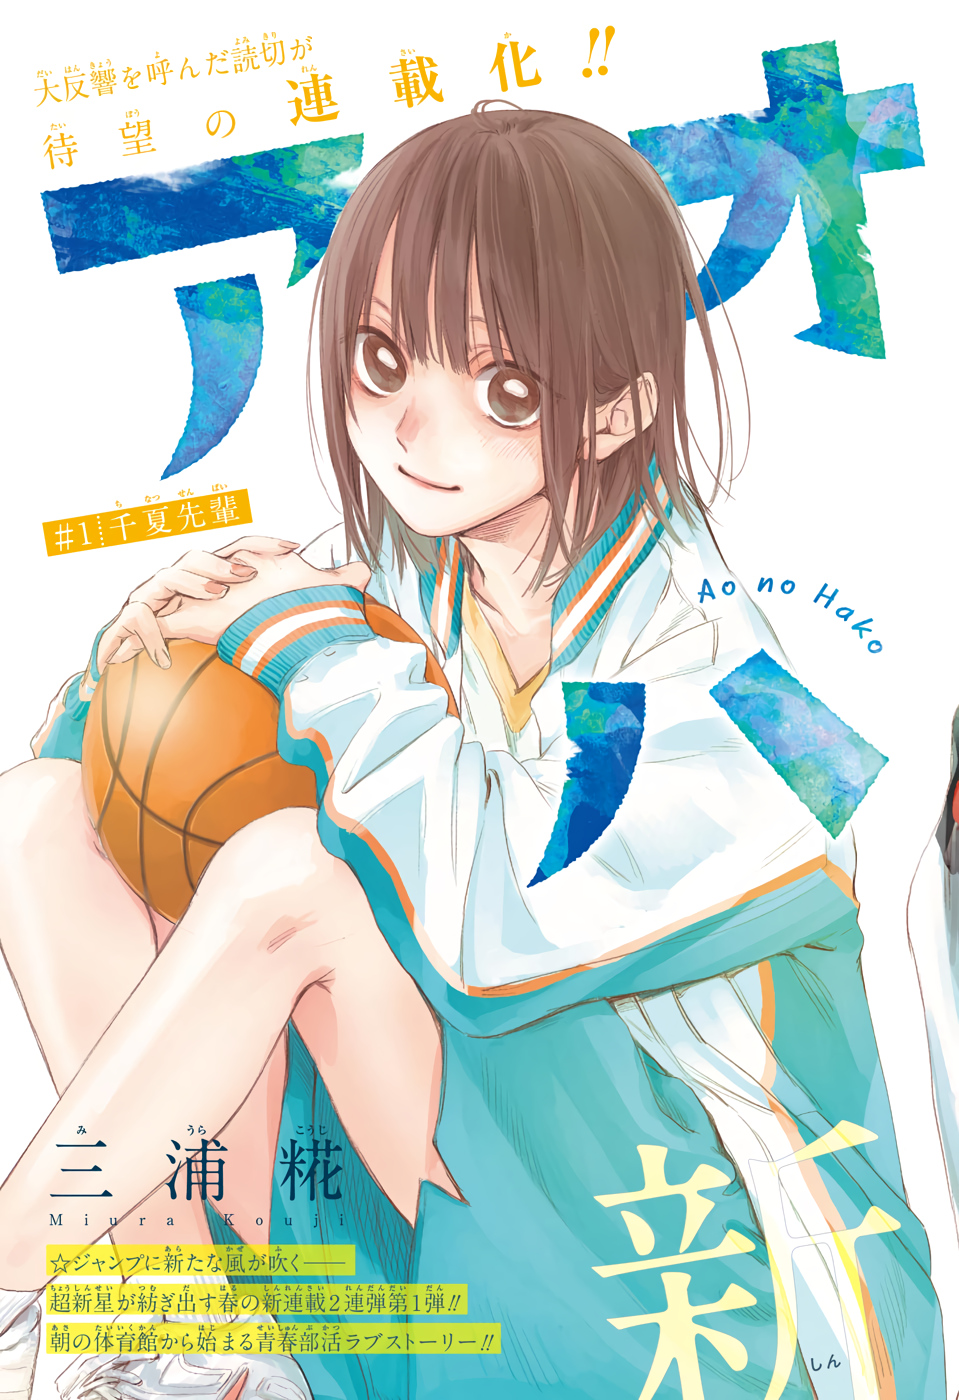 大反響を呼んだ読切が
待望の連載化!!
アオノハコ
#1 千夏先輩
Ao no Hako
三浦糀
Miura Kouji
☆ジャンプに新たな風が吹く──
超新星が紡ぎ出す春の新連載2連弾第1弾!!
朝の体育館から始まる青春部活ラブストーリー!!
新
しん